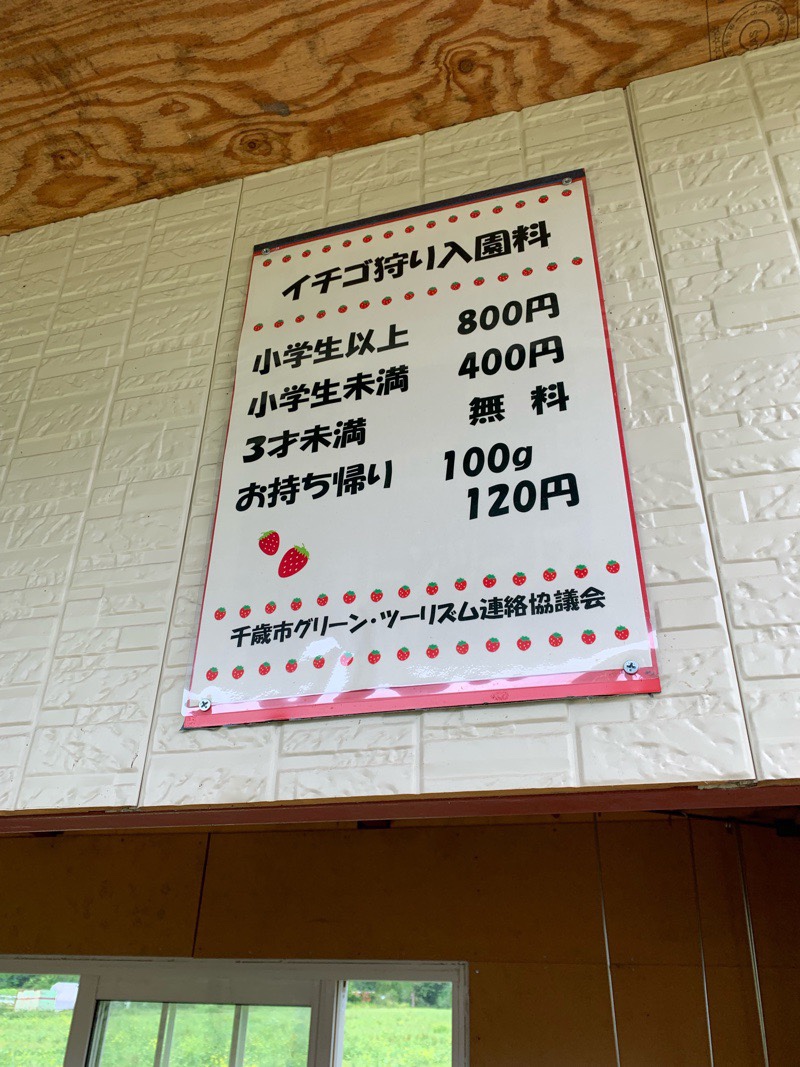 イチゴ狩り入園料
小学生以上 800円
小学生未満 400円
3才未満 無料
お持ち帰り 100g
120円
千歳市グリーン・ツーリズム連絡協議会